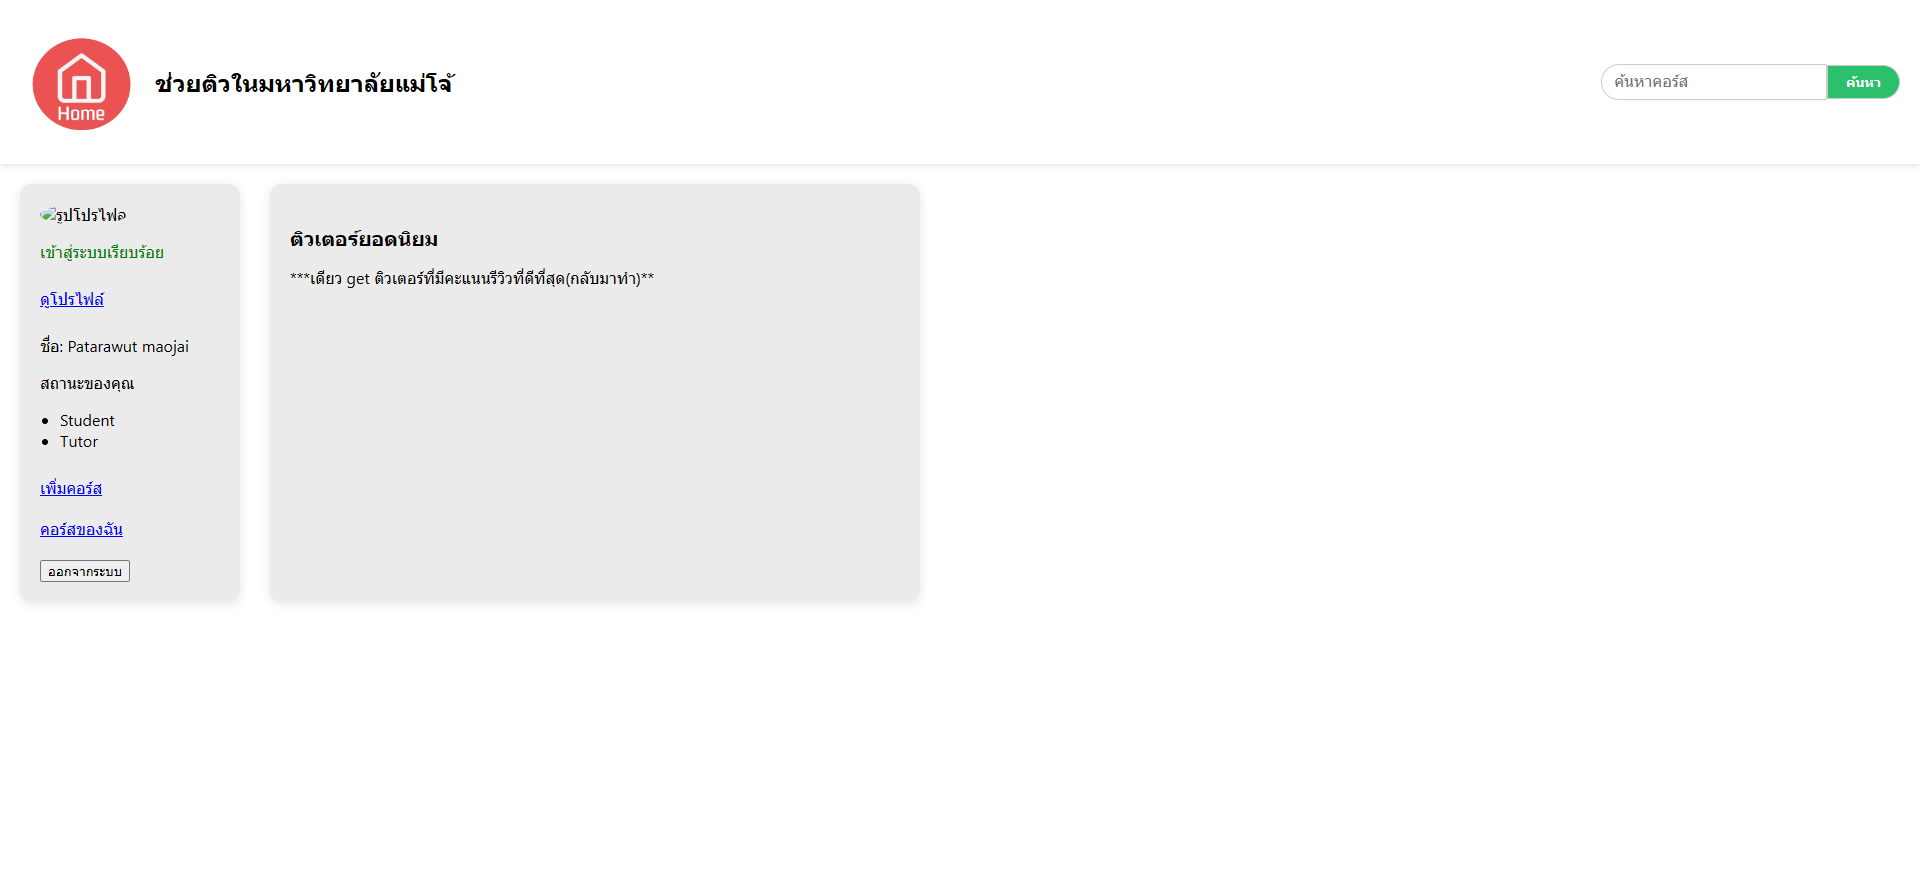 Home
ช่วยติวในมหาวิทยาลัยแม่โจ้
ค้นหาคอร์ส
ค้นหา
รูปโปรไฟล์
เข้าสู่ระบบเรียบร้อย
ดูโปรไฟล์
ชื่อ: Patarawut maojai
สถานะของคุณ
Student
Tutor
เพิ่มคอร์ส
คอร์สของฉัน
ออกจากระบบ
ติวเตอร์ยอดนิยม
***เดียว get ติวเตอร์ที่มีคะแนนรีวิวที่ดีที่สุด(กลับมาทำ)**